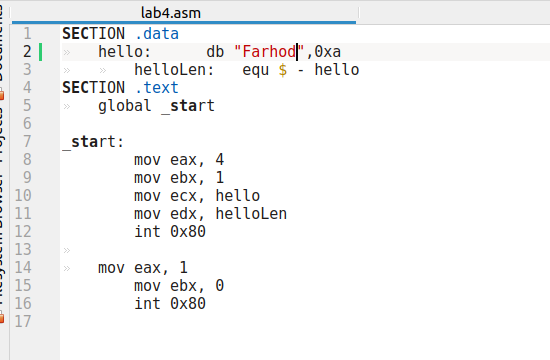 lab4.asm
1 SECTION .data
2 » hello: db "Farhod",0xa
3 » » helloLen: equ $ - hello
4 SECTION .text
5 » global _start
6
7 _start:
8 mov eax, 4
9 mov ebx, 1
10 mov ecx, hello
11 mov edx, helloLen
12 int 0x80
13 »
14 » mov eax, 1
15 mov ebx, 0
16 int 0x80
17
Projects